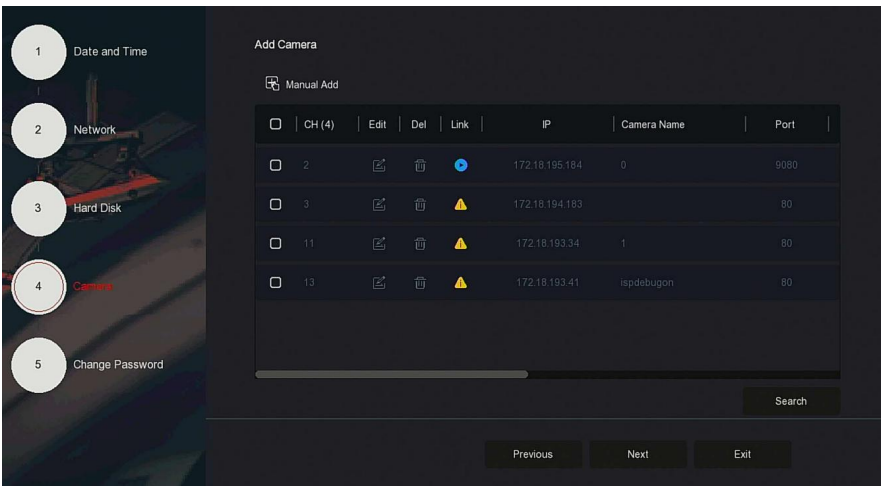 1 Date and Time
2 Network
3 Hard Disk
4 Camera
5 Change Password
Add Camera
Manual Add
CH (4) Edit Del Link IP Camera Name Port
2 172.18.195.184 0 9080
3 172.18.194.183 80
11 172.18.193.34 1 80
13 172.18.193.41 ispdebugon 80
Search
Previous Next Exit